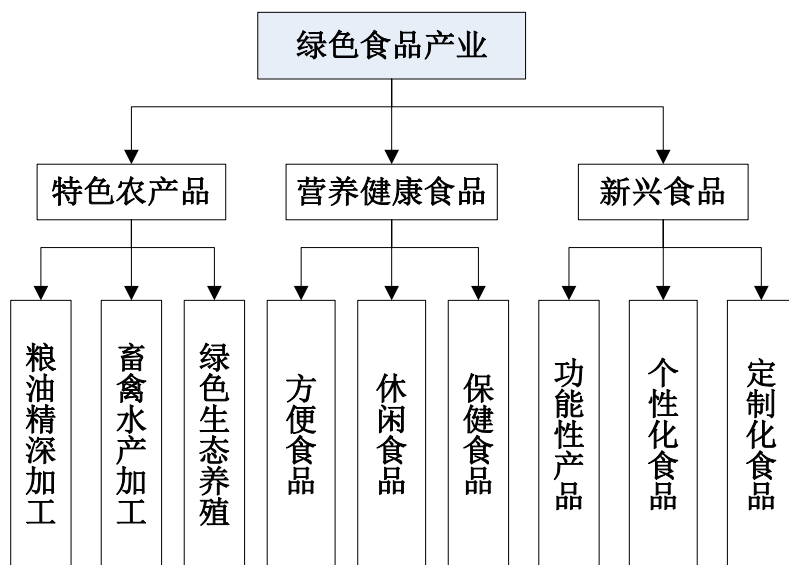 绿色食品产业
特色农产品
营养健康食品
新兴食品
粮油精深加工
畜禽水产加工
绿色生态养殖
方便食品
休闲食品
保健食品
功能性产品
个性化食品
定制化食品